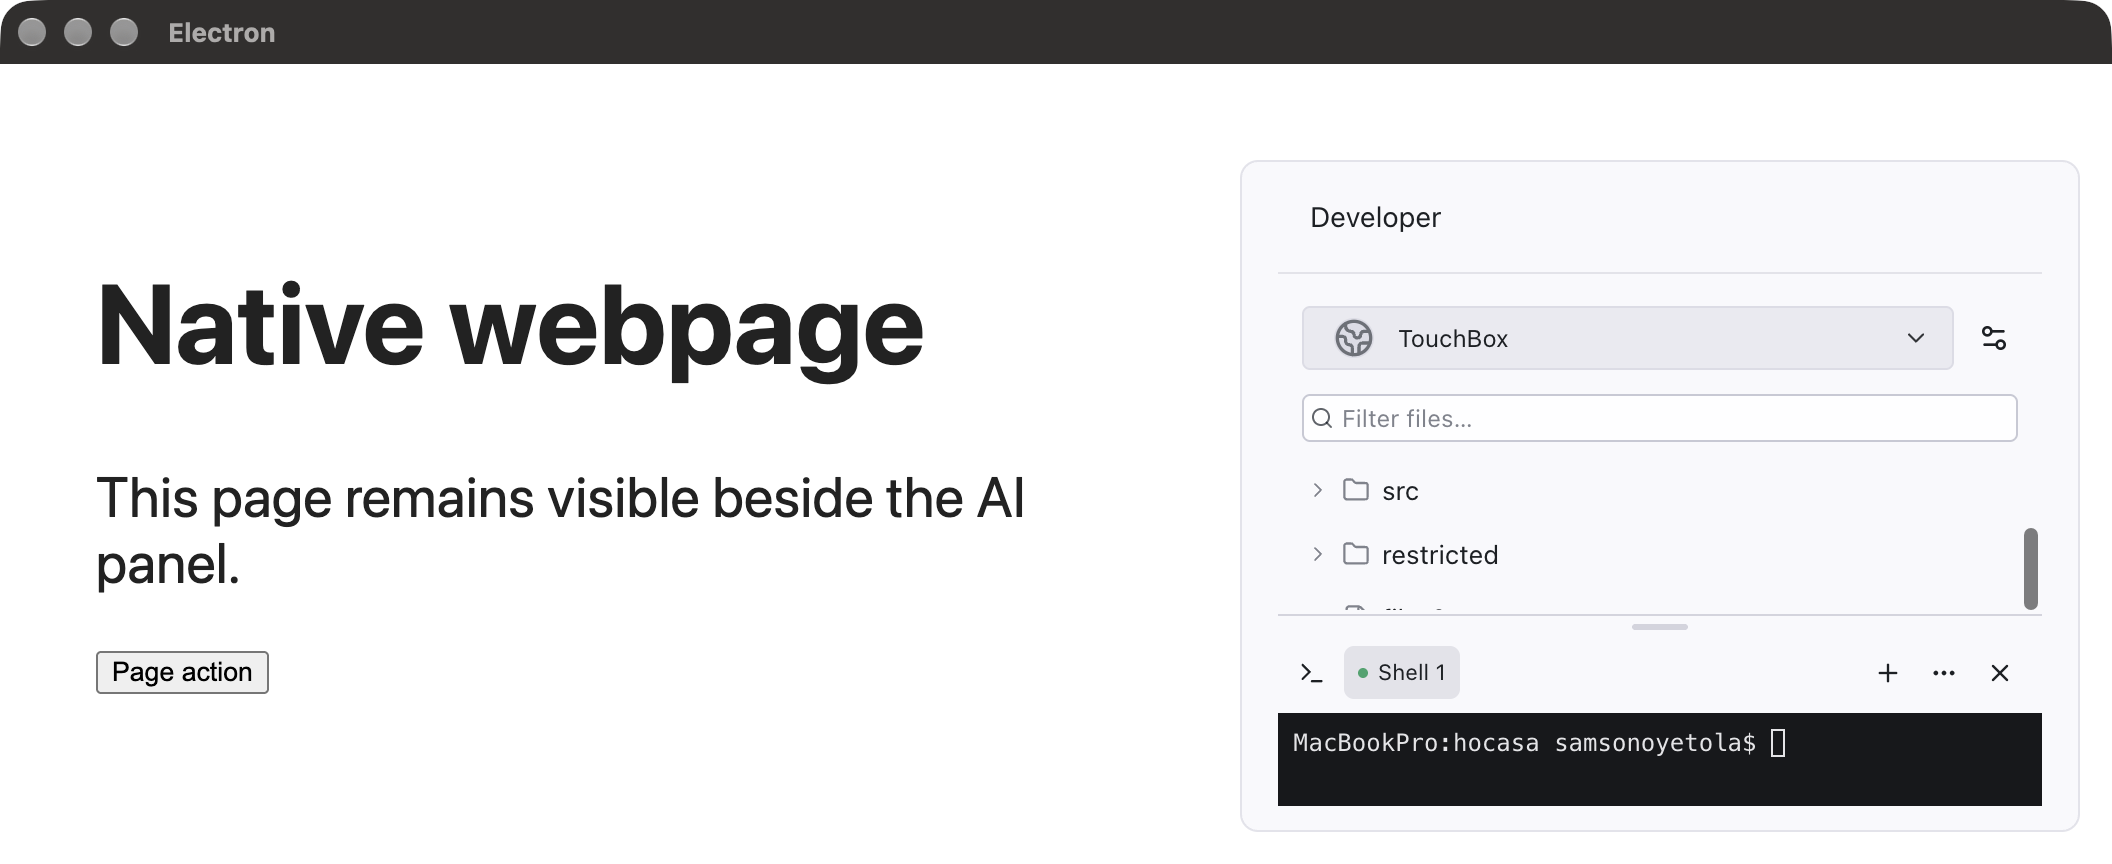 Electron
Native webpage
This page remains visible beside the AI
panel.
Page action
Developer
TouchBox
Filter files...
src
restricted
Shell 1
MacBookPro:hocasa samsonoyetola$